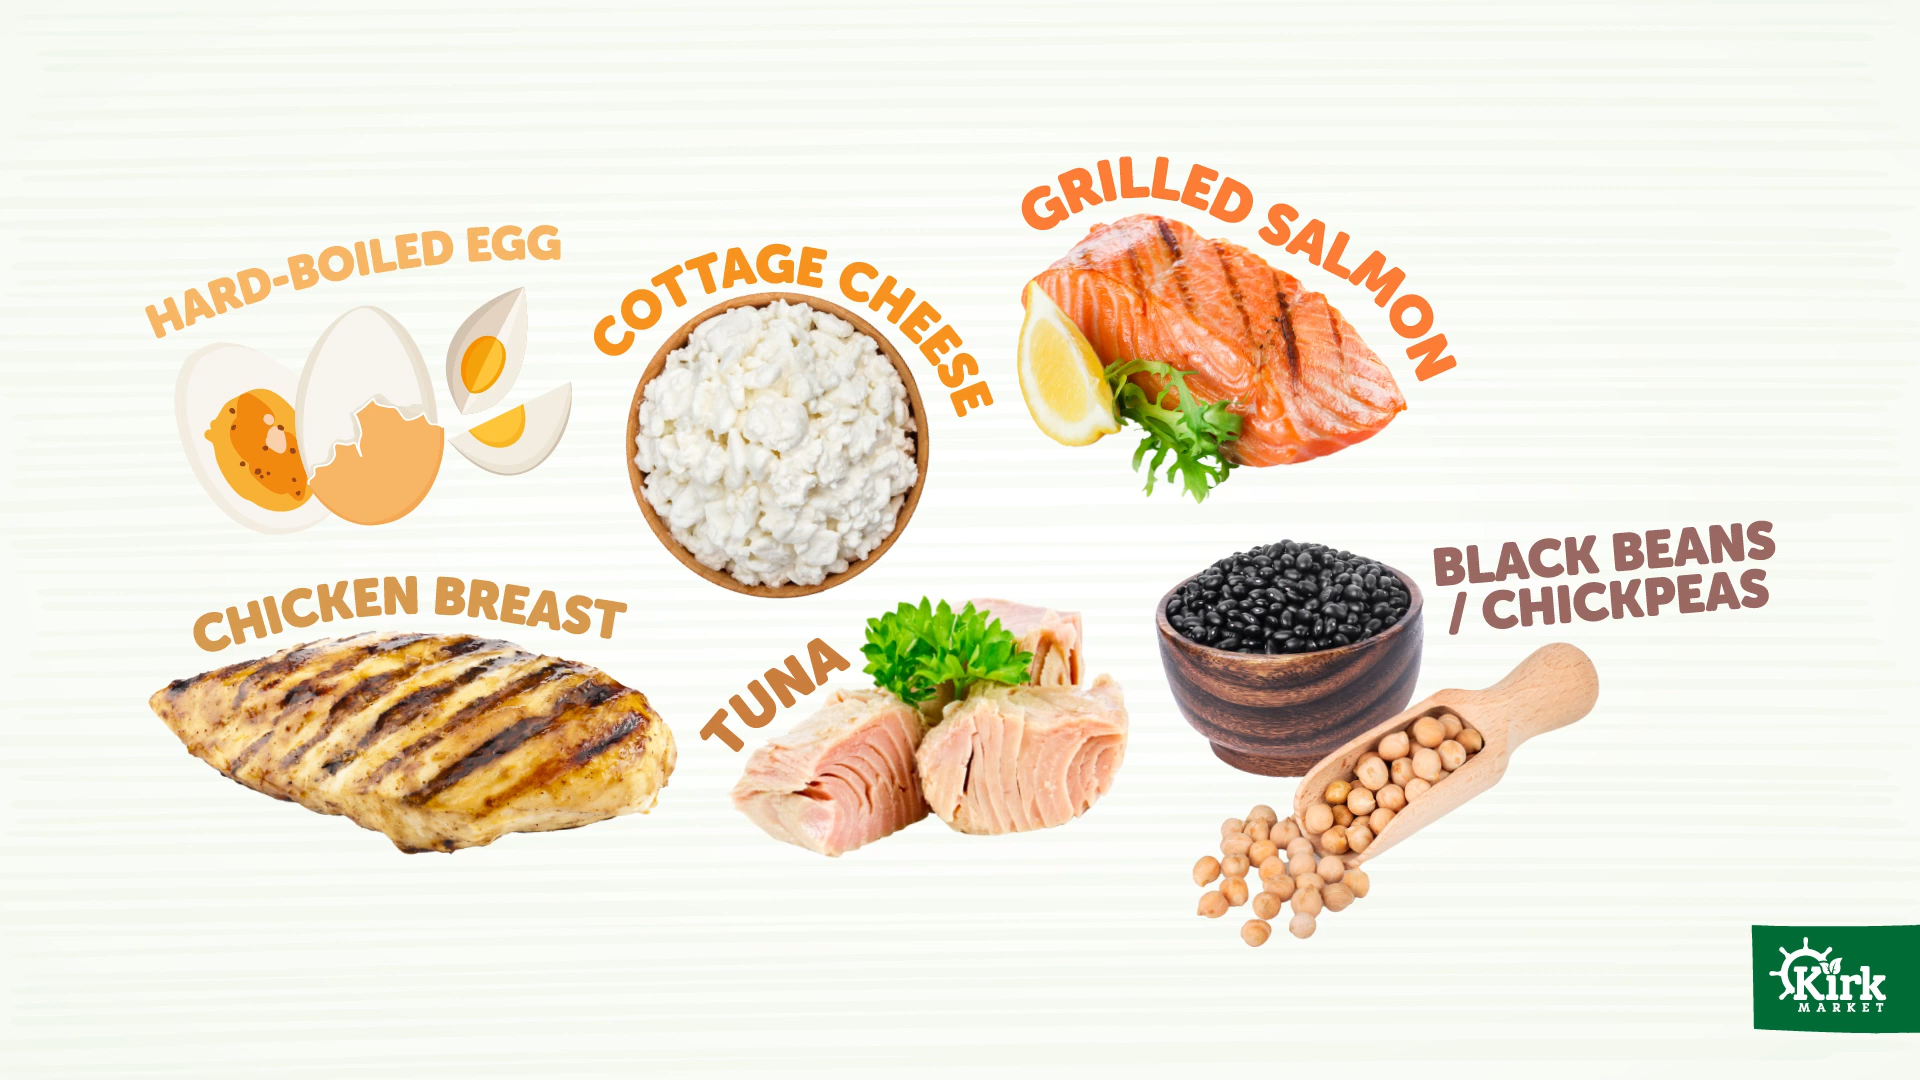 HARD-BOILED EGG
COTTAGE CHEESE
GRILLED SALMON
CHICKEN BREAST
TUNA
BLACK BEANS
/ CHICKPEAS
Kirk
MARKET